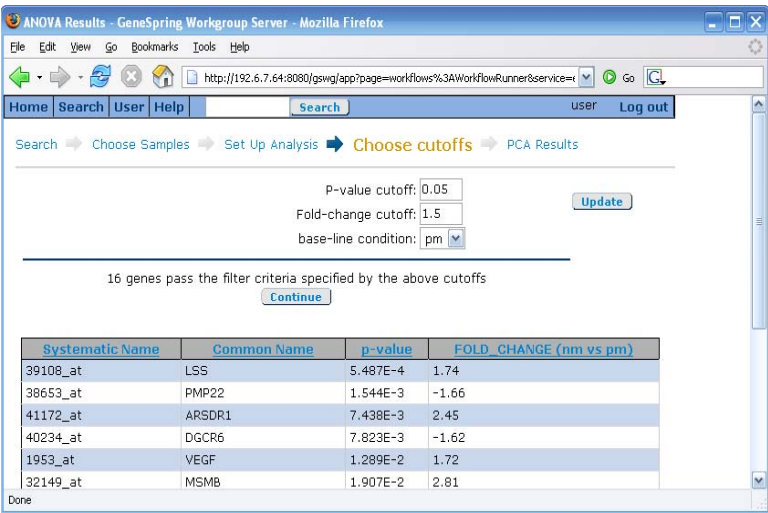 ANOVA Results - GeneSpring Workgroup Server - Mozilla Firefox
File Edit View Go Bookmarks Tools Help
http://192.6.7.64:8080/gswg/app?page=workflows%3AWorkflowRunner&service=e Go G
Home Search User Help Search user Log out
Search Choose Samples Set Up Analysis Choose cutoffs PCA Results
P-value cutoff: 0.05
Update
Fold-change cutoff: 1.5
base-line condition: pm
16 genes pass the filter criteria specified by the above cutoffs
Continue
Systematic Name Common Name p-value FOLD_CHANGE (nm vs pm)
39108_at LSS 5.487E-4 1.74
38653_at PMP22 1.544E-3 -1.66
41172_at ARSDR1 7.438E-3 2.45
40234_at DGCR6 7.823E-3 -1.62
1953_at VEGF 1.289E-2 1.72
32149_at MSMB 1.907E-2 2.81
Done